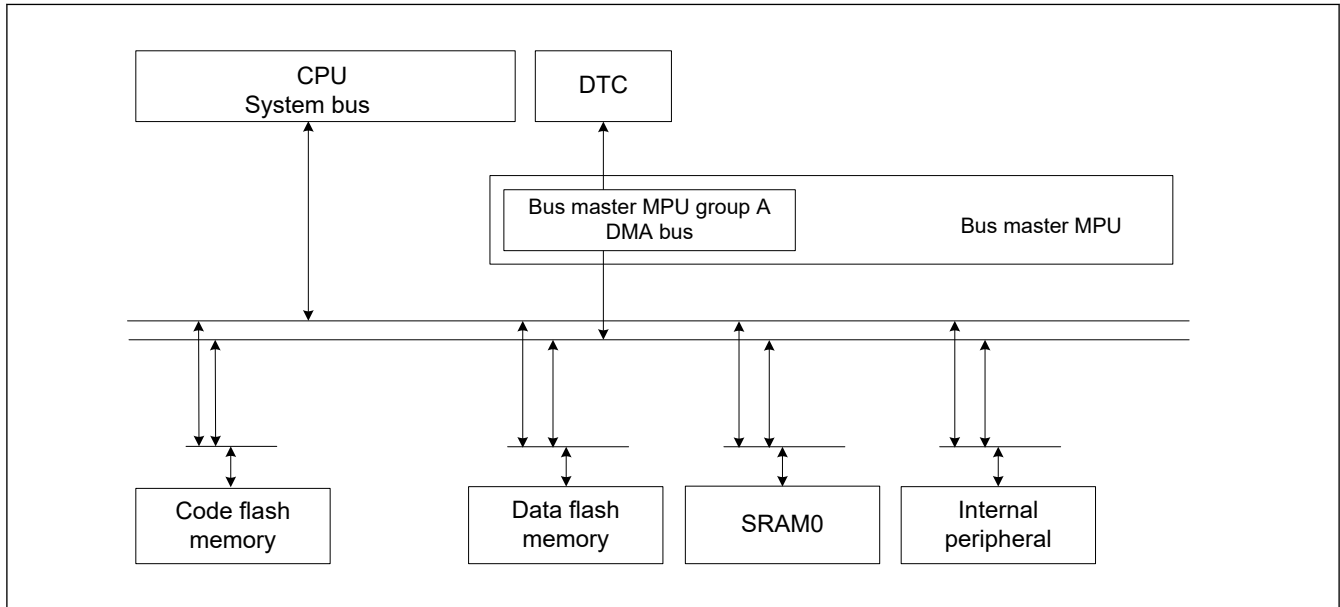 CPU
System bus
DTC
Bus master MPU group A
DMA bus
Bus master MPU
Code flash
memory
Data flash
memory
SRAM0
Internal
peripheral